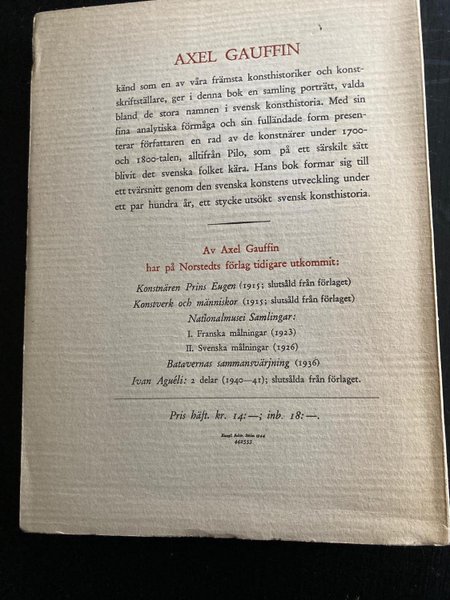 AXEL GAUFFIN
känd som en av våra främsta konsthistoriker och konst-
skriftställare, ger i denna bok en samling porträtt, valda
bland de stora namnen i svensk konsthistoria. Med sin
fina analytiska förmåga och sin fulländade form presen-
terar författaren en rad av de konstnärer under 1700-
och 1800-talen, alltifrån Pilo, som på ett särskilt sätt
blivit det svenska folket kära. Hans bok formar sig till
ett tvärsnitt genom den svenska konstens utveckling under
ett par hundra år, ett stycke utsökt svensk konsthistoria.
Av Axel Gauffin
har på Norstedts förlag tidigare utkommit:
Konstnären Prins Eugen (1915; slutsåld från förlaget)
Konstverk och människor (1915; slutsåld från förlaget)
Nationalmusei Samlingar:
I. Franska målningar (1923)
II. Svenska målningar (1926)
Batavernas sammansvärjning (1936)
Ivan Aguéli: 2 delar (1940—41); slutsålda från förlaget.
Pris häft. kr. 14:—; inb. 18:—.
Kungl. Boktr. Sthlm 1944
442555